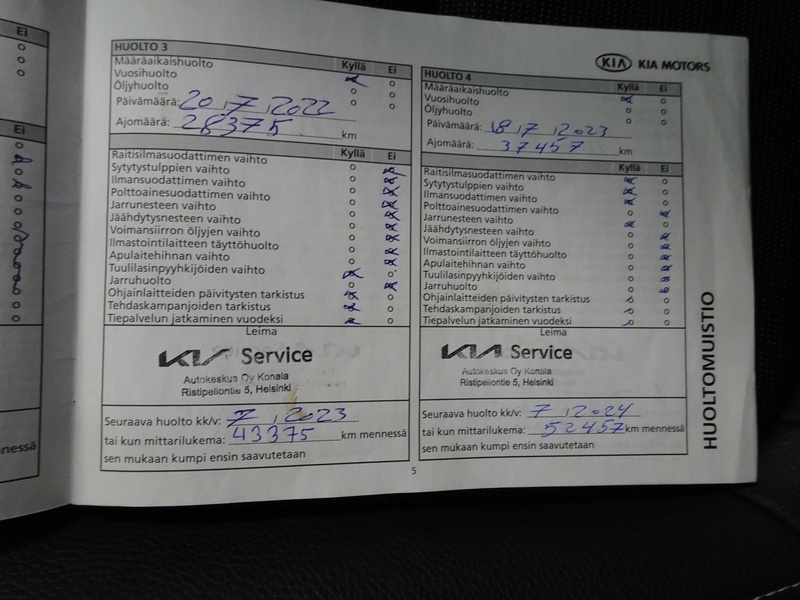 Ei
Ei
nessä
HUOLTO 3
Kyllä Ei
Määräaikaishuolto
Vuosihuolto
Öljyhuolto
Päivämäärä: 20.7.2022
Ajomäärä: 28375 km
Kyllä Ei
Raitisilmasuodattimen vaihto
Sytytystulppien vaihto
Ilmansuodattimen vaihto
Polttoainesuodattimen vaihto
Jarrunesteen vaihto
Jäähdytysnesteen vaihto
Voimansiirron öljyjen vaihto
Ilmastointilaitteen täyttöhuolto
Apulaitehihnan vaihto
Tuulilasinpyyhkijöiden vaihto
Jarruhuolto
Ohjainlaitteiden päivitysten tarkistus
Tehdaskampanjoiden tarkistus
Tiepalvelun jatkaminen vuodeksi
Leima
KIA Service
Autokeskus Oy Konala
Ristipellontie 5, Helsinki
Seuraava huolto kk/v: 7.2023
tai kun mittarilukema: 43375 km mennessä
sen mukaan kumpi ensin saavutetaan
KIA KIA MOTORS
HUOLTO 4
Kyllä Ei
Määräaikaishuolto
Vuosihuolto
Öljyhuolto
Päivämäärä: 18.7.2023
Ajomäärä: 37457 km
Kyllä Ei
Raitisilmasuodattimen vaihto
Sytytystulppien vaihto
Ilmansuodattimen vaihto
Polttoainesuodattimen vaihto
Jarrunesteen vaihto
Jäähdytysnesteen vaihto
Voimansiirron öljyjen vaihto
Ilmastointilaitteen täyttöhuolto
Apulaitehihnan vaihto
Tuulilasinpyyhkijöiden vaihto
Jarruhuolto
Ohjainlaitteiden päivitysten tarkistus
Tehdaskampanjoiden tarkistus
Tiepalvelun jatkaminen vuodeksi
Leima
KIA Service
Autokeskus Oy Konala
Ristipellontie 5, Helsinki
Seuraava huolto kk/v: 7.2024
tai kun mittarilukema: 52457 km mennessä
sen mukaan kumpi ensin saavutetaan
HUOLTOMUISTIO
5